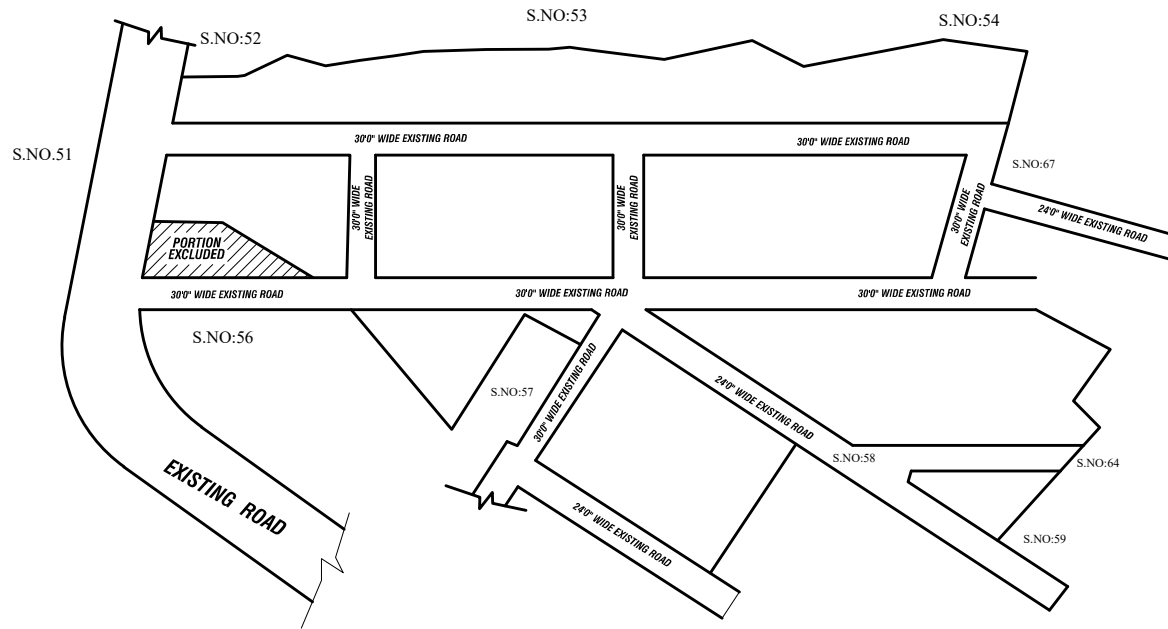 S.NO:53
S.NO:54
S.NO:52
30'0" WIDE EXISTING ROAD
30'0" WIDE EXISTING ROAD
S.NO.51
S.NO:67
30'0" WIDE
EXISTING ROAD
30'0" WIDE
EXISTING ROAD
30'0" WIDE
EXISTING ROAD
24'0" WIDE EXISTING ROAD
PORTION
EXCLUDED
30'0" WIDE EXISTING ROAD
30'0" WIDE EXISTING ROAD
30'0" WIDE EXISTING ROAD
S.NO:56
S.NO:57
30'0" WIDE EXISTING ROAD
24'0" WIDE EXISTING ROAD
S.NO:58
S.NO:64
EXISTING ROAD
24'0" WIDE EXISTING ROAD
S.NO:59